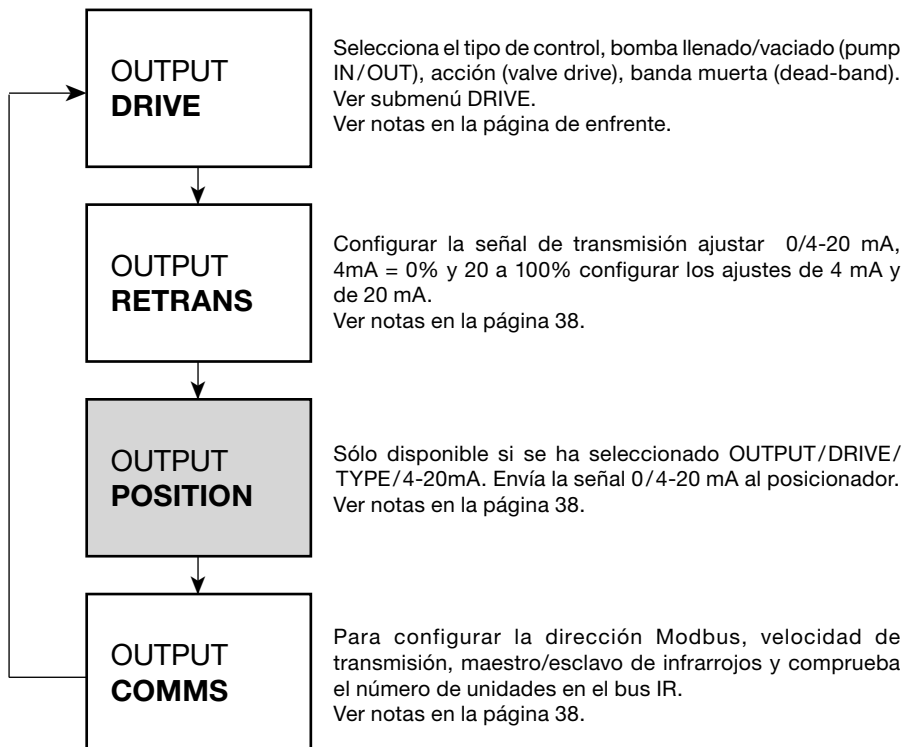 OUTPUT
DRIVE
Selecciona el tipo de control, bomba llenado/vaciado (pump
IN/OUT), acción (valve drive), banda muerta (dead-band).
Ver submenú DRIVE.
Ver notas en la página de enfrente.
OUTPUT
RETRANS
Configurar la señal de transmisión ajustar 0/4-20 mA,
4mA = 0% y 20 a 100% configurar los ajustes de 4 mA y
de 20 mA.
Ver notas en la página 38.
OUTPUT
POSITION
Sólo disponible si se ha seleccionado OUTPUT/DRIVE/
TYPE/4-20mA. Envía la señal 0/4-20 mA al posicionador.
Ver notas en la página 38.
OUTPUT
COMMS
Para configurar la dirección Modbus, velocidad de
transmisión, maestro/esclavo de infrarrojos y comprueba
el número de unidades en el bus IR.
Ver notas en la página 38.